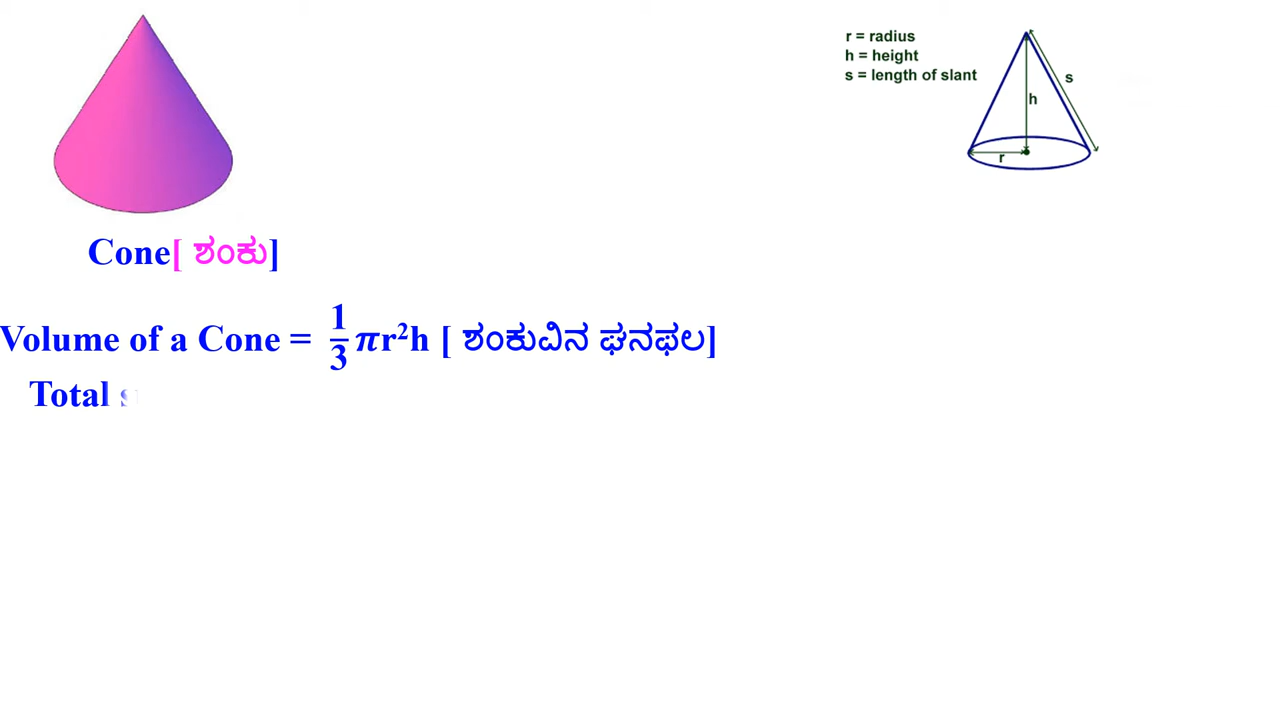 r = radius
h = height
s = length of slant
s
h
r
Cone[ ಶಂಕು]
Volume of a Cone = 1/3 𝝅r²h [ ಶಂಕುವಿನ ಘನಫಲ]
Total